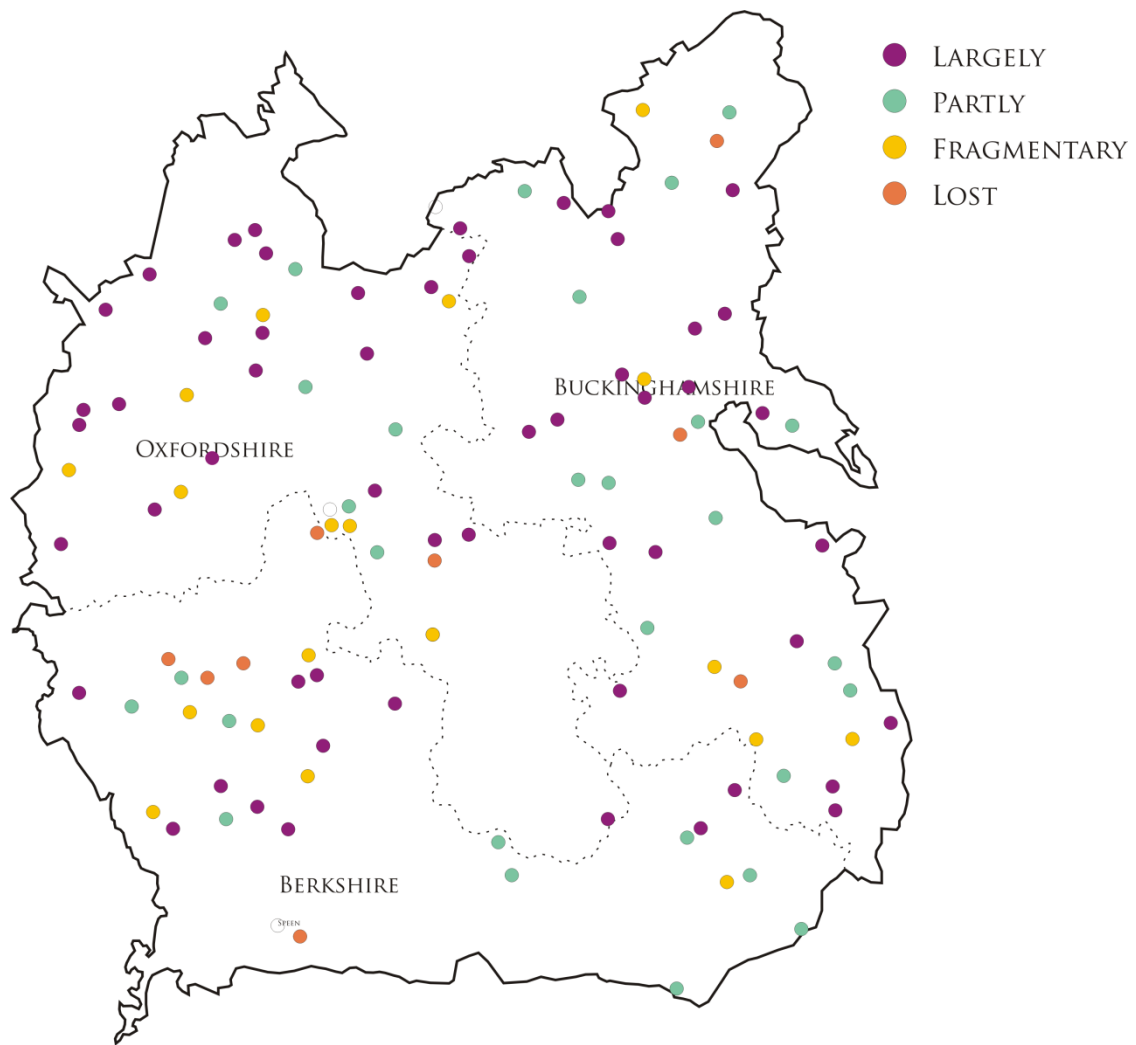 Largely
Partly
Fragmentary
Lost
Buckinghamshire
Oxfordshire
Berkshire
Speen